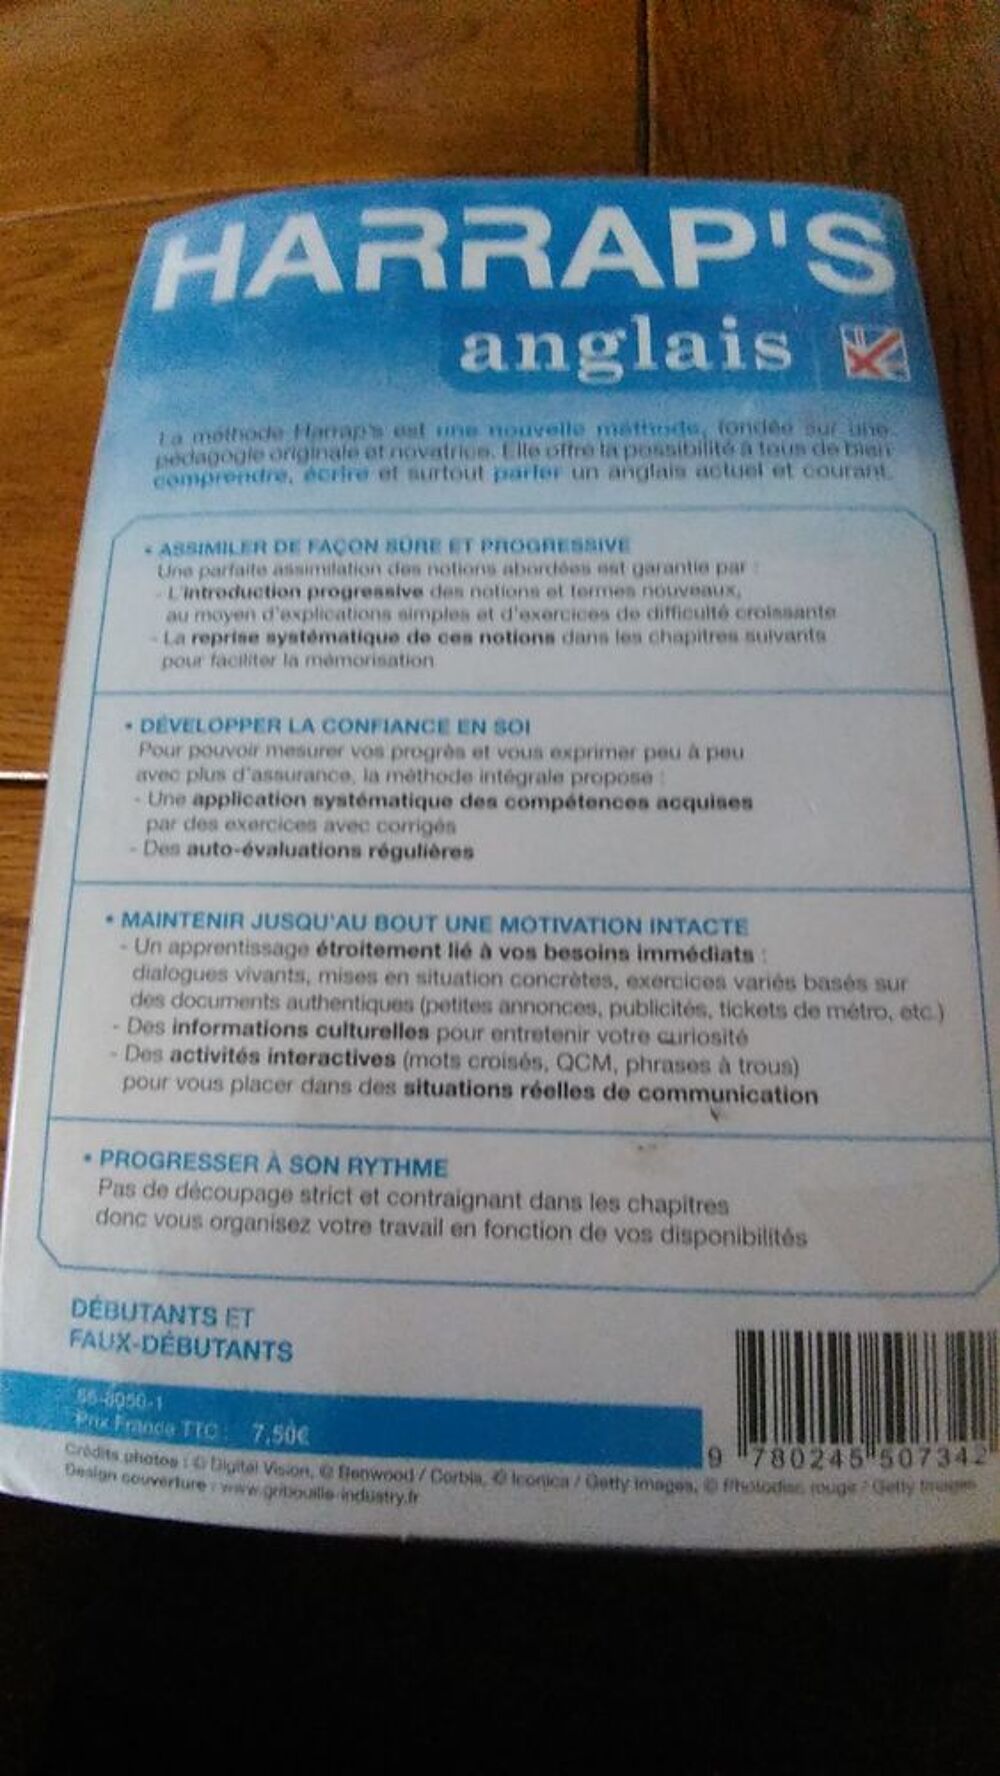 HARRAP'S
anglais
La méthode Harrap's est une nouvelle méthode, fondée sur une
pédagogie originale et novatrice. Elle offre la possibilité à tous de bien
comprendre, écrire et surtout parler un anglais actuel et courant.
• ASSIMILER DE FAÇON SÛRE ET PROGRESSIVE
Une parfaite assimilation des notions abordées est garantie par :
- L'introduction progressive des notions et termes nouveaux,
au moyen d'explications simples et d'exercices de difficulté croissante
- La reprise systématique de ces notions dans les chapitres suivants
pour faciliter la mémorisation
• DÉVELOPPER LA CONFIANCE EN SOI
Pour pouvoir mesurer vos progrès et vous exprimer peu à peu
avec plus d'assurance, la méthode intégrale propose :
- Une application systématique des compétences acquises
par des exercices avec corrigés
- Des auto-évaluations régulières
• MAINTENIR JUSQU'AU BOUT UNE MOTIVATION INTACTE
- Un apprentissage étroitement lié à vos besoins immédiats :
dialogues vivants, mises en situation concrètes, exercices variés basés sur
des documents authentiques (petites annonces, publicités, tickets de métro, etc.)
- Des informations culturelles pour entretenir votre curiosité
- Des activités interactives (mots croisés, QCM, phrases à trous)
pour vous placer dans des situations réelles de communication
• PROGRESSER À SON RYTHME
Pas de découpage strict et contraignant dans les chapitres
donc vous organisez votre travail en fonction de vos disponibilités
DÉBUTANTS ET
FAUX-DÉBUTANTS
Prix France TTC : 7,50€
9 780245 507342
Crédits photos : © Digital Vision, © Benwood / Corbis, © Iconica / Getty Images, © Photodisc rouge / Getty Images
Design couverture : www.gribouille-industry.fr